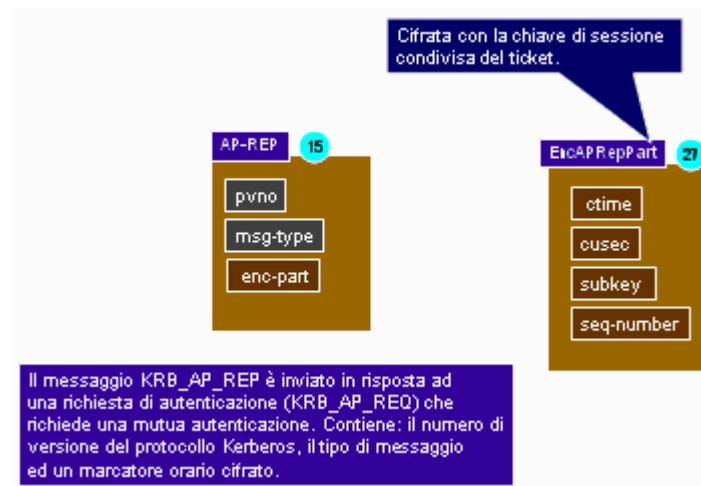 Cifrata con la chiave di sessione
condivisa del ticket.
AP-REP 15
pvno
msg-type
enc-part
EncAPRepPart 27
ctime
cusec
subkey
seq-number
Il messaggio KRB_AP_REP è inviato in risposta ad
una richiesta di autenticazione (KRB_AP_REQ) che
richiede una mutua autenticazione. Contiene: il numero di
versione del protocollo Kerberos, il tipo di messaggio
ed un marcatore orario cifrato.